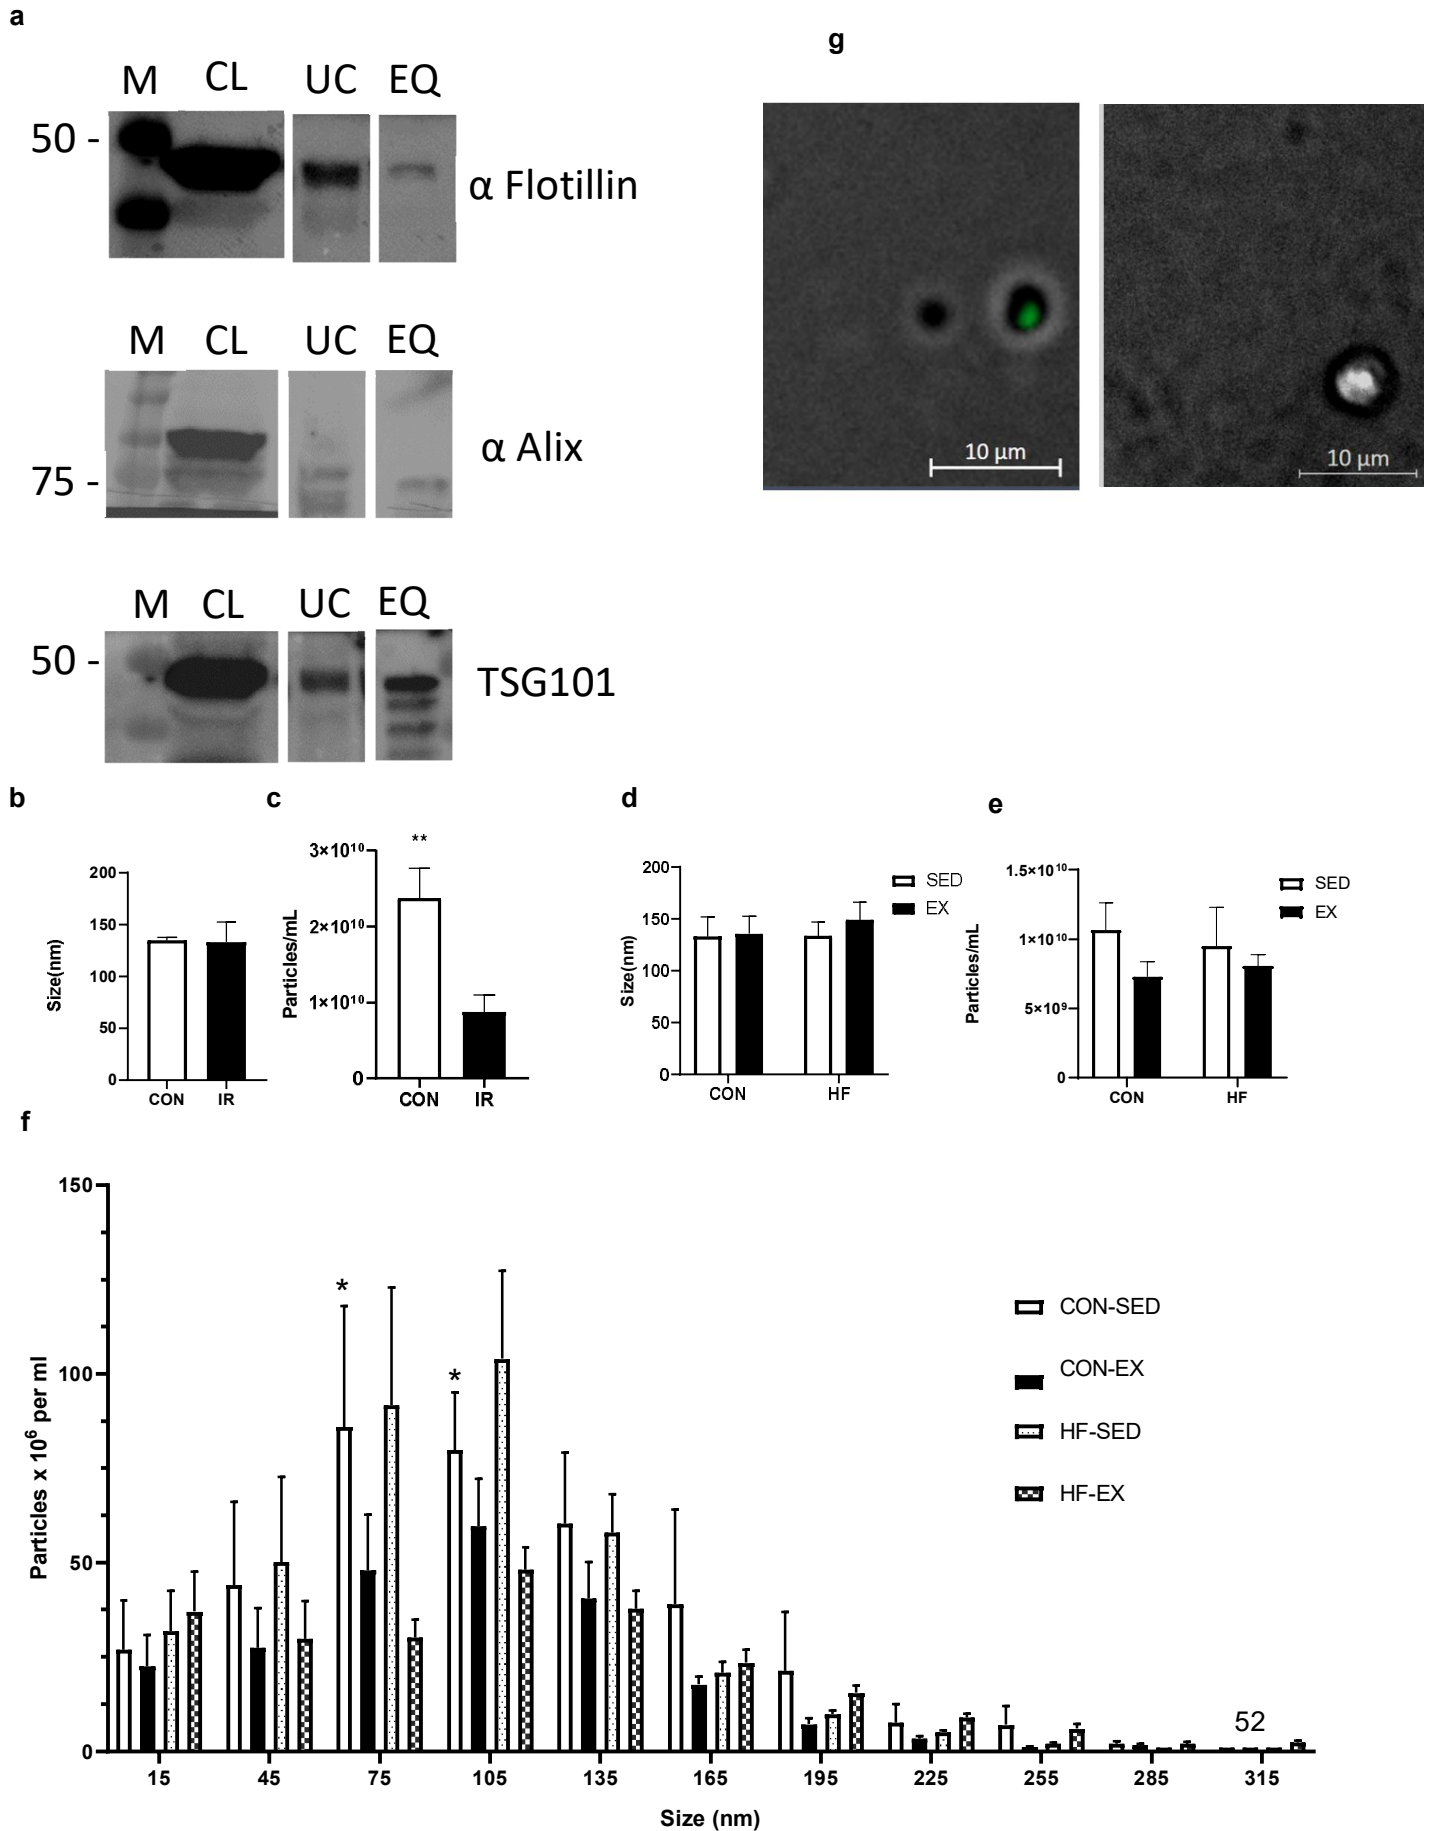 a
g
M CL UC EQ
50 -
α Flotillin
M CL UC EQ
α Alix
75 -
10 µm
10 µm
M CL UC EQ
50 -
TSG101
b
c
d
e
Size(nm)
200
150
100
50
0
CON IR
Particles/mL
**
3×10¹⁰
2×10¹⁰
1×10¹⁰
0
CON IR
Size(nm)
200
150
100
50
0
CON HF
SED
EX
Particles/mL
1.5×10¹⁰
1×10¹⁰
5×10⁹
0
CON HF
SED
EX
f
Particles x 10⁶ per ml
150
100
50
0
*
*
CON-SED
CON-EX
HF-SED
HF-EX
52
15 45 75 105 135 165 195 225 255 285 315
Size (nm)